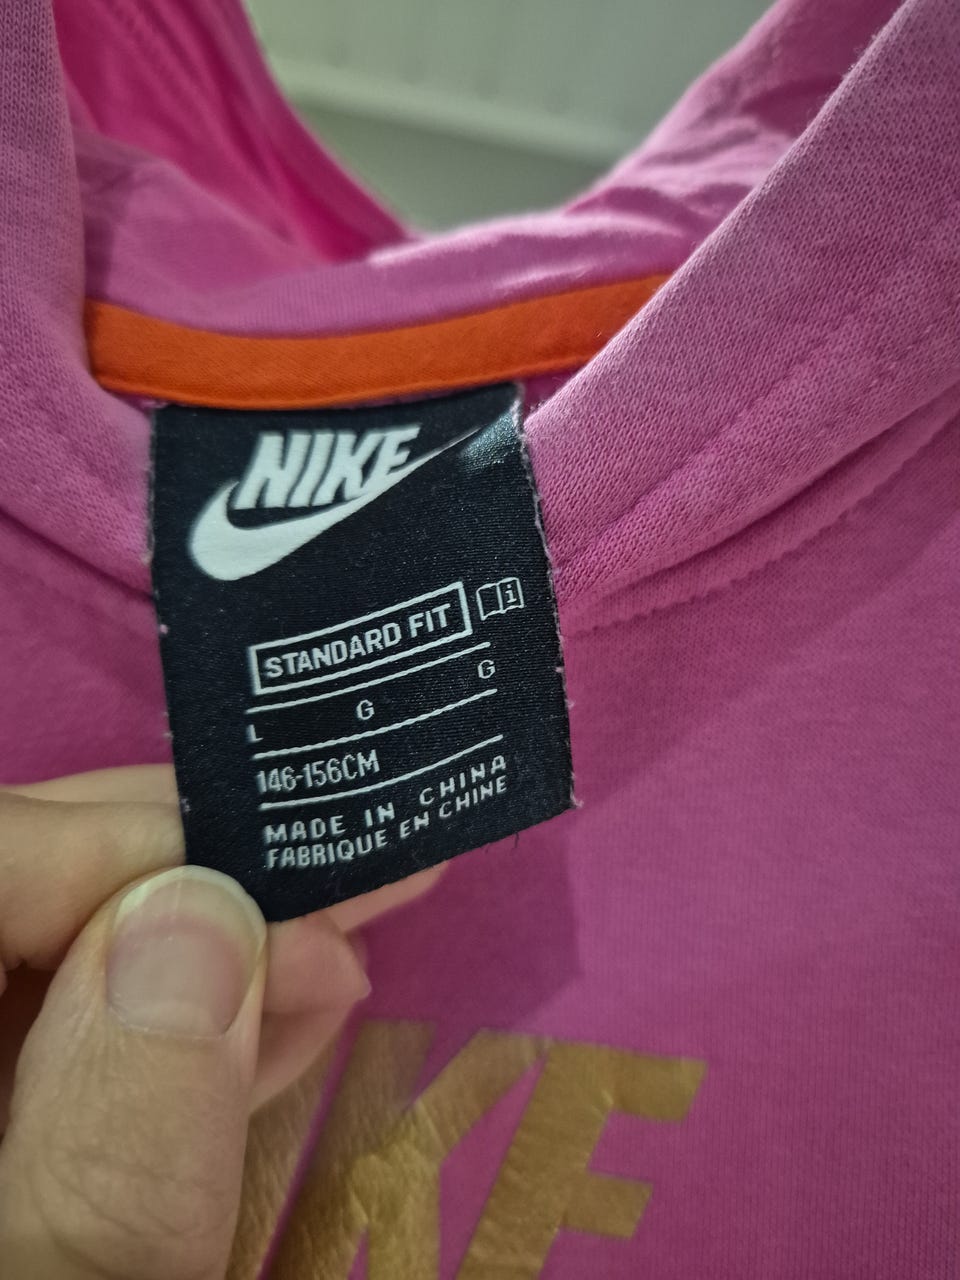 NIKE
STANDARD FIT i
L G G
146-156CM
MADE IN CHINA
FABRIQUE EN CHINE
KE